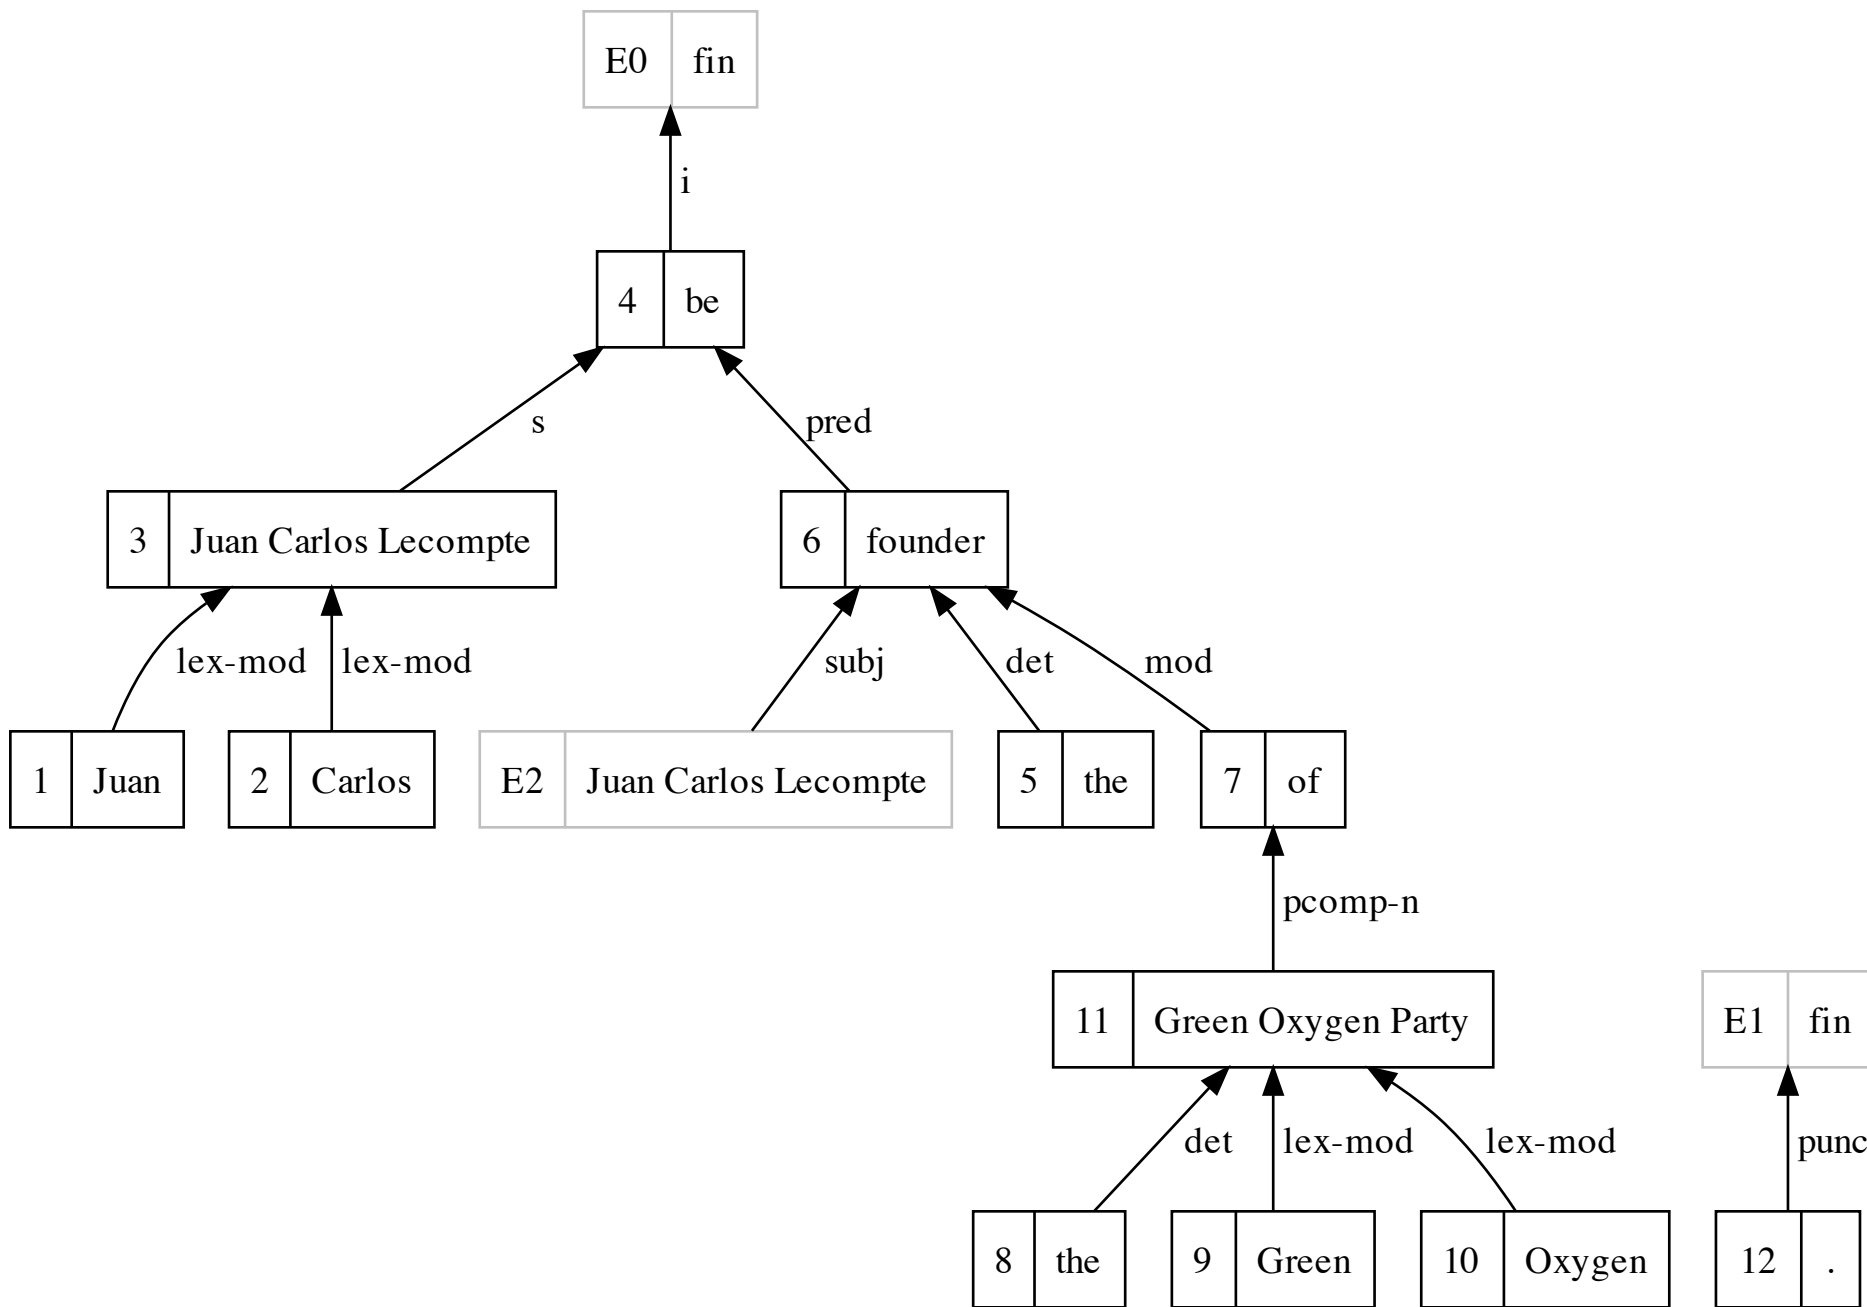 E0 fin
i
4 be
s pred
3 Juan Carlos Lecompte 6 founder
lex-mod lex-mod subj det mod
1 Juan 2 Carlos E2 Juan Carlos Lecompte 5 the 7 of
pcomp-n
11 Green Oxygen Party E1 fin
det lex-mod lex-mod punc
8 the 9 Green 10 Oxygen 12 .